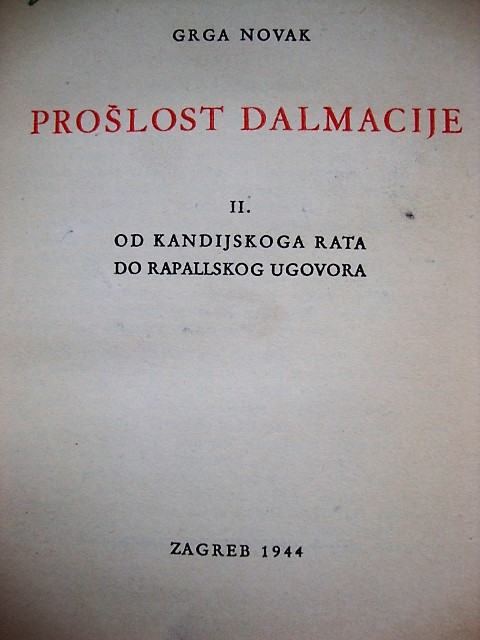 GRGA NOVAK
PROŠLOST DALMACIJE
II.
OD KANDIJSKOGA RATA
DO RAPALLSKOG UGOVORA
ZAGREB 1944